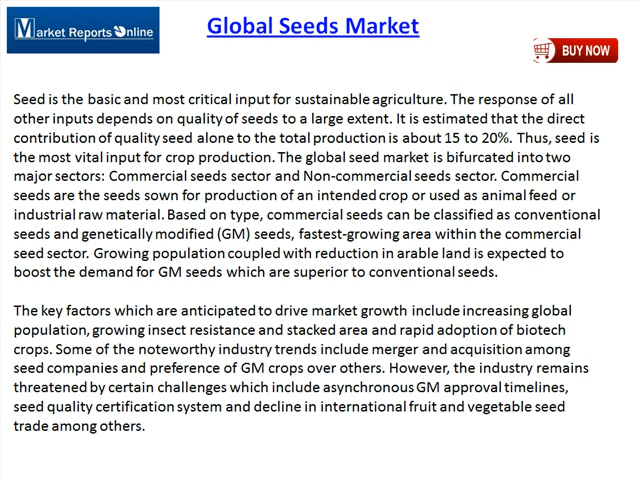 Market Reports Online
Global Seeds Market
BUY NOW
Seed is the basic and most critical input for sustainable agriculture. The response of all
other inputs depends on quality of seeds to a large extent. It is estimated that the direct
contribution of quality seed alone to the total production is about 15 to 20%. Thus, seed is
the most vital input for crop production. The global seed market is bifurcated into two
major sectors: Commercial seeds sector and Non-commercial seeds sector. Commercial
seeds are the seeds sown for production of an intended crop or used as animal feed or
industrial raw material. Based on type, commercial seeds can be classified as conventional
seeds and genetically modified (GM) seeds, fastest-growing area within the commercial
seed sector. Growing population coupled with reduction in arable land is expected to
boost the demand for GM seeds which are superior to conventional seeds.
The key factors which are anticipated to drive market growth include increasing global
population, growing insect resistance and stacked area and rapid adoption of biotech
crops. Some of the noteworthy industry trends include merger and acquisition among
seed companies and preference of GM crops over others. However, the industry remains
threatened by certain challenges which include asynchronous GM approval timelines,
seed quality certification system and decline in international fruit and vegetable seed
trade among others.